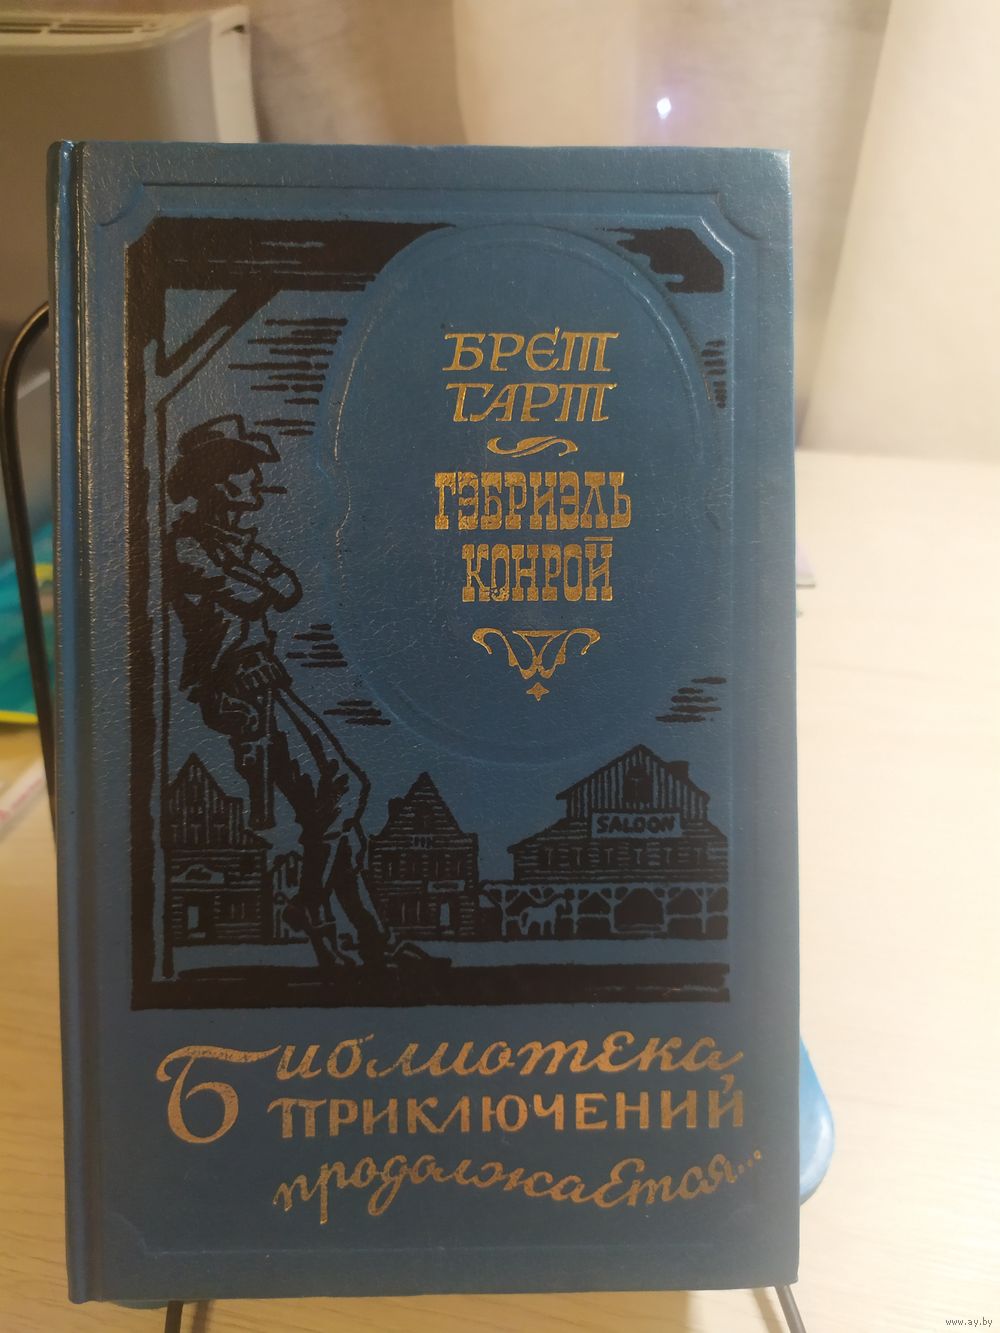 БРЕТ
ГАРТ
ГЭБРИЭЛЬ
КОНРОЙ
SALOON
Библиотека
ПРИКЛЮЧЕНИЙ
продолжается...
www.ay.by